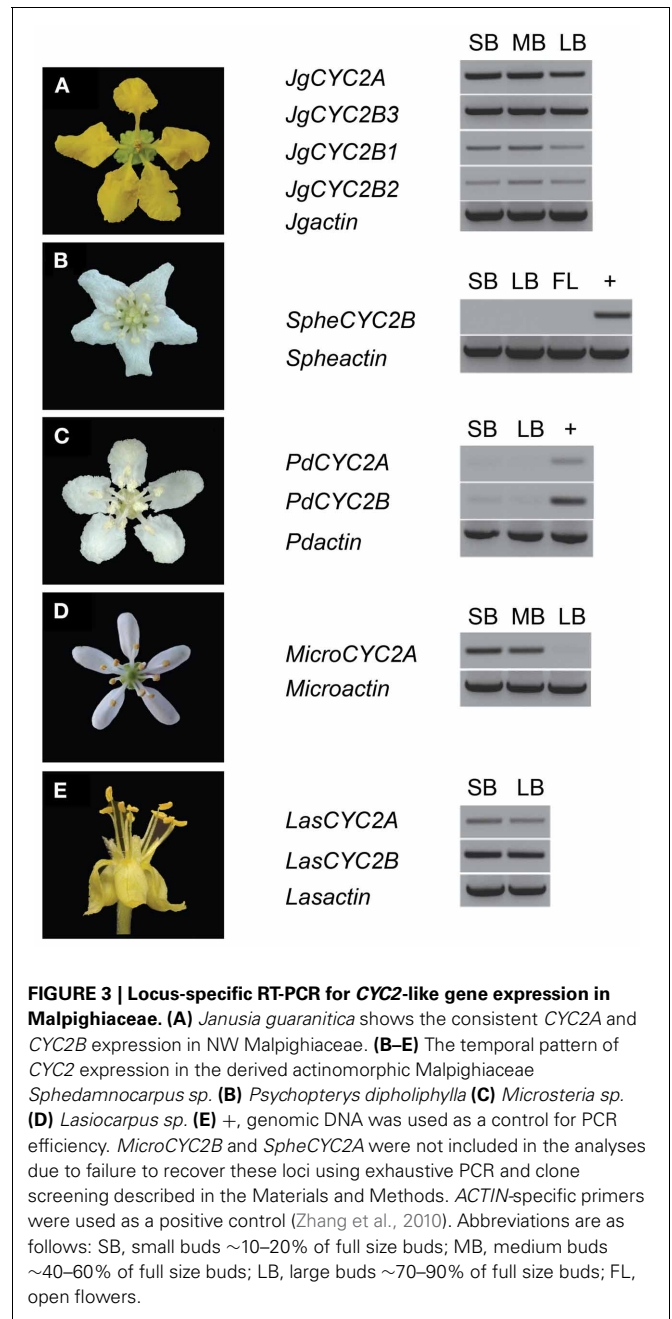 SB MB LB
A
JgCYC2A
JgCYC2B3
JgCYC2B1
JgCYC2B2
Jgactin
B
SB LB FL +
SpheCYC2B
Spheactin
C
SB LB +
PdCYC2A
PdCYC2B
Pdactin
D
SB MB LB
MicroCYC2A
Microactin
E
SB LB
LasCYC2A
LasCYC2B
Lasactin
FIGURE 3 | Locus-specific RT-PCR for CYC2-like gene expression in
Malpighiaceae. (A) Janusia guaranitica shows the consistent CYC2A and
CYC2B expression in NW Malpighiaceae. (B–E) The temporal pattern of
CYC2 expression in the derived actinomorphic Malpighiaceae
Sphedamnocarpus sp. (B) Psychopterys dipholiphylla (C) Microsteria sp.
(D) Lasiocarpus sp. (E) +, genomic DNA was used as a control for PCR
efficiency. MicroCYC2B and SpheCYC2A were not included in the analyses
due to failure to recover these loci using exhaustive PCR and clone
screening described in the Materials and Methods. ACTIN-specific primers
were used as a positive control (Zhang et al., 2010). Abbreviations are as
follows: SB, small buds ∼10–20% of full size buds; MB, medium buds
∼40–60% of full size buds; LB, large buds ∼70–90% of full size buds; FL,
open flowers.